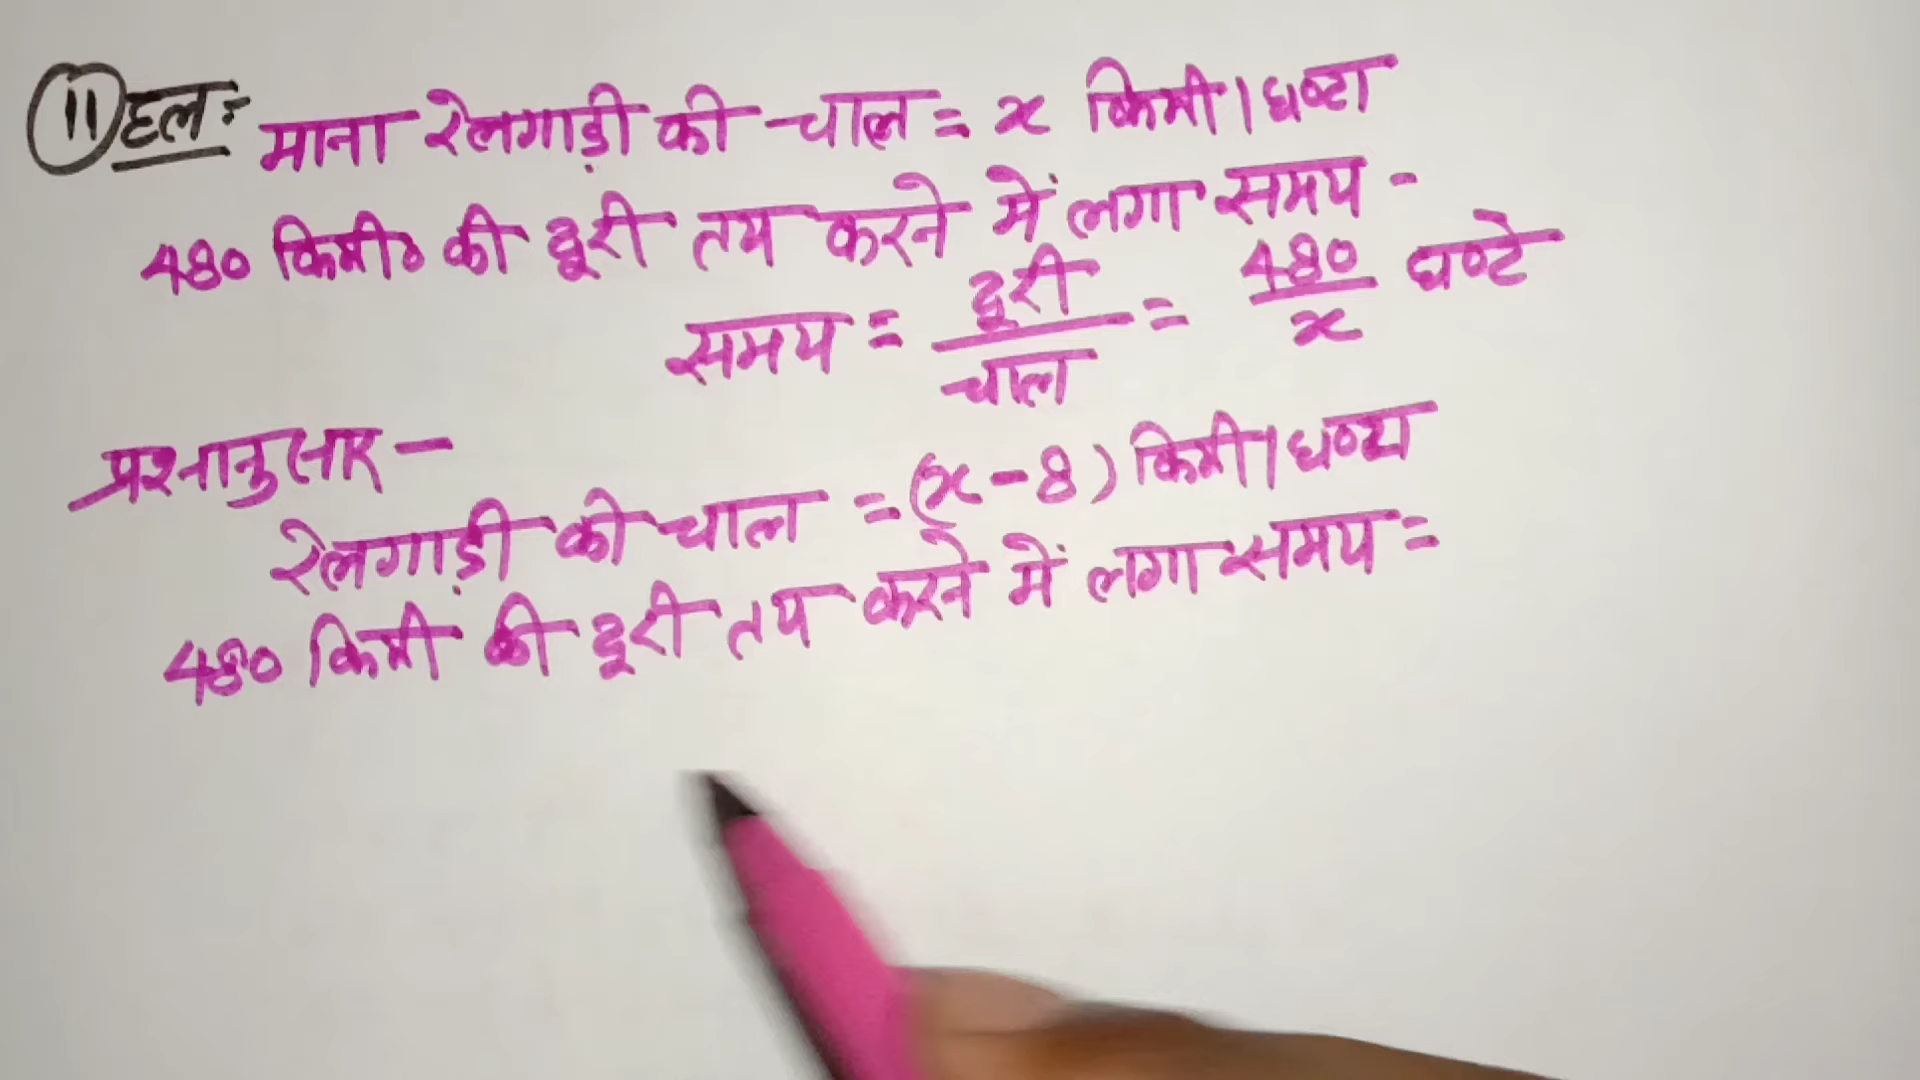 11 हल:- माना रेलगाड़ी की चाल = x किमी/घण्टा
480 किमी० की दूरी तय करने में लगा समय -
समय = दूरी/चाल = 480/x घण्टे
प्रश्नानुसार -
रेलगाड़ी की चाल = (x-8) किमी/घण्टा
480 किमी की दूरी तय करने में लगा समय =